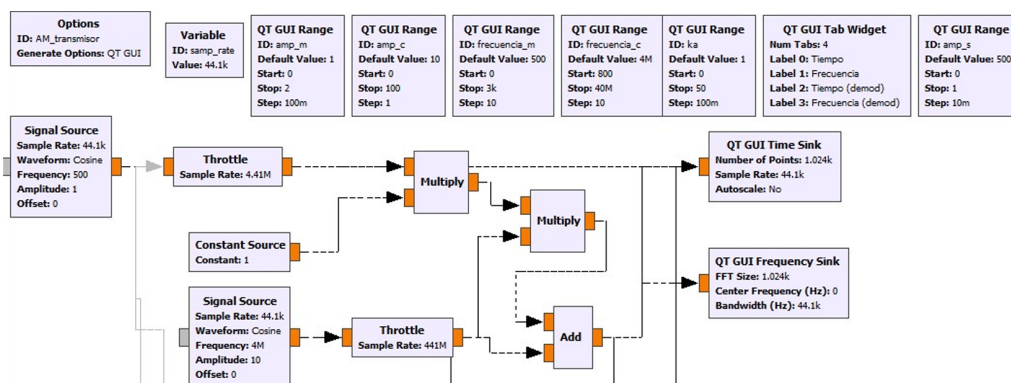 Options
ID: AM_transmisor
Generate Options: QT GUI
Variable
ID: samp_rate
Value: 44.1k
QT GUI Range
ID: amp_m
Default Value: 1
Start: 0
Stop: 2
Step: 100m
QT GUI Range
ID: amp_c
Default Value: 10
Start: 0
Stop: 100
Step: 1
QT GUI Range
ID: frecuencia_m
Default Value: 500
Start: 0
Stop: 3k
Step: 10
QT GUI Range
ID: frecuencia_c
Default Value: 4M
Start: 800
Stop: 40M
Step: 10
QT GUI Range
ID: ka
Default Value: 1
Start: 0
Stop: 50
Step: 100m
QT GUI Tab Widget
Num Tabs: 4
Label 0: Tiempo
Label 1: Frecuencia
Label 2: Tiempo (demod)
Label 3: Frecuencia (demod)
QT GUI Range
ID: amp_s
Default Value: 500
Start: 0
Stop: 1
Step: 10m
Signal Source
Sample Rate: 44.1k
Waveform: Cosine
Frequency: 500
Amplitude: 1
Offset: 0
Throttle
Sample Rate: 4.41M
Multiply
Multiply
QT GUI Time Sink
Number of Points: 1.024k
Sample Rate: 44.1k
Autoscale: No
Constant Source
Constant: 1
QT GUI Frequency Sink
FFT Size: 1.024k
Center Frequency (Hz): 0
Bandwidth (Hz): 44.1k
Signal Source
Sample Rate: 44.1k
Waveform: Cosine
Frequency: 4M
Amplitude: 10
Offset: 0
Throttle
Sample Rate: 441M
Add